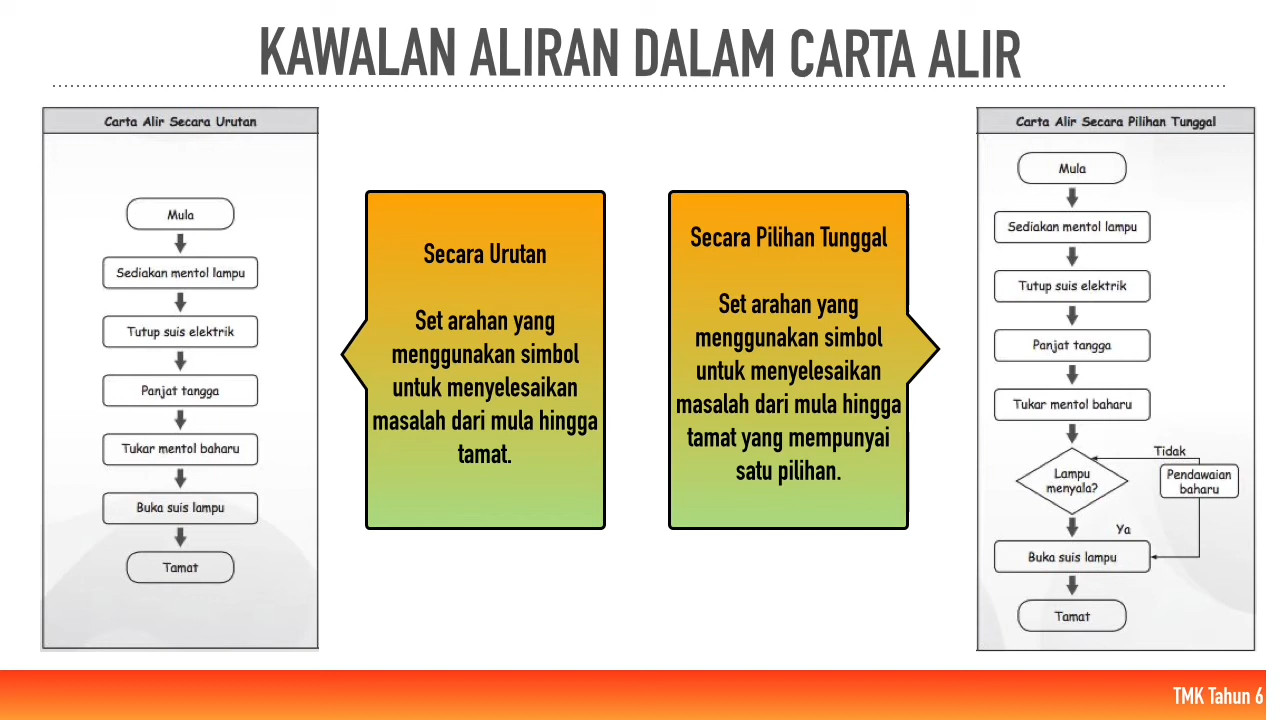 KAWALAN ALIRAN DALAM CARTA ALIR
Carta Alir Secara Urutan
Mula
Sediakan mentol lampu
Tutup suis elektrik
Panjat tangga
Tukar mentol baharu
Buka suis lampu
Tamat
Secara Urutan
Set arahan yang
menggunakan simbol
untuk menyelesaikan
masalah dari mula hingga
tamat.
Secara Pilihan Tunggal
Set arahan yang
menggunakan simbol
untuk menyelesaikan
masalah dari mula hingga
tamat yang mempunyai
satu pilihan.
Carta Alir Secara Pilihan Tunggal
Mula
Sediakan mentol lampu
Tutup suis elektrik
Panjat tangga
Tukar mentol baharu
Tidak
Lampu
menyala?
Pendawaian
baharu
Ya
Buka suis lampu
Tamat
TMK Tahun 6